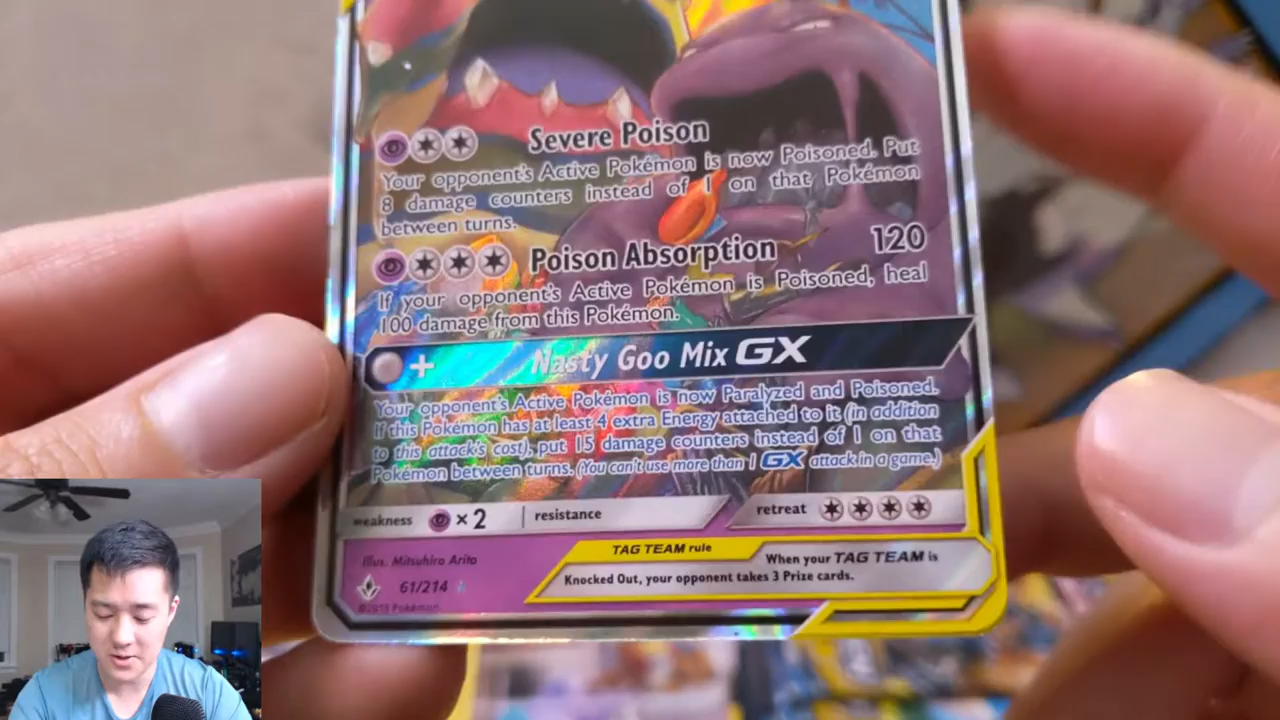 Severe Poison
Your opponent's Active Pokémon is now Poisoned. Put
8 damage counters instead of 1 on that Pokémon
between turns.
Poison Absorption 120
If your opponent's Active Pokémon is Poisoned, heal
100 damage from this Pokémon.
+ Nasty Goo Mix GX
Your opponent's Active Pokémon is now Paralyzed and Poisoned.
If this Pokémon has at least 4 extra Energy attached to it (in addition
to this attack's cost), put 15 damage counters instead of 1 on that
Pokémon between turns. (You can't use more than 1 GX attack in a game.)
weakness ×2 resistance retreat
Illus. Mitsuhiro Arita
61/214
©2019 Pokémon
TAG TEAM rule
When your TAG TEAM is
Knocked Out, your opponent takes 3 Prize cards.